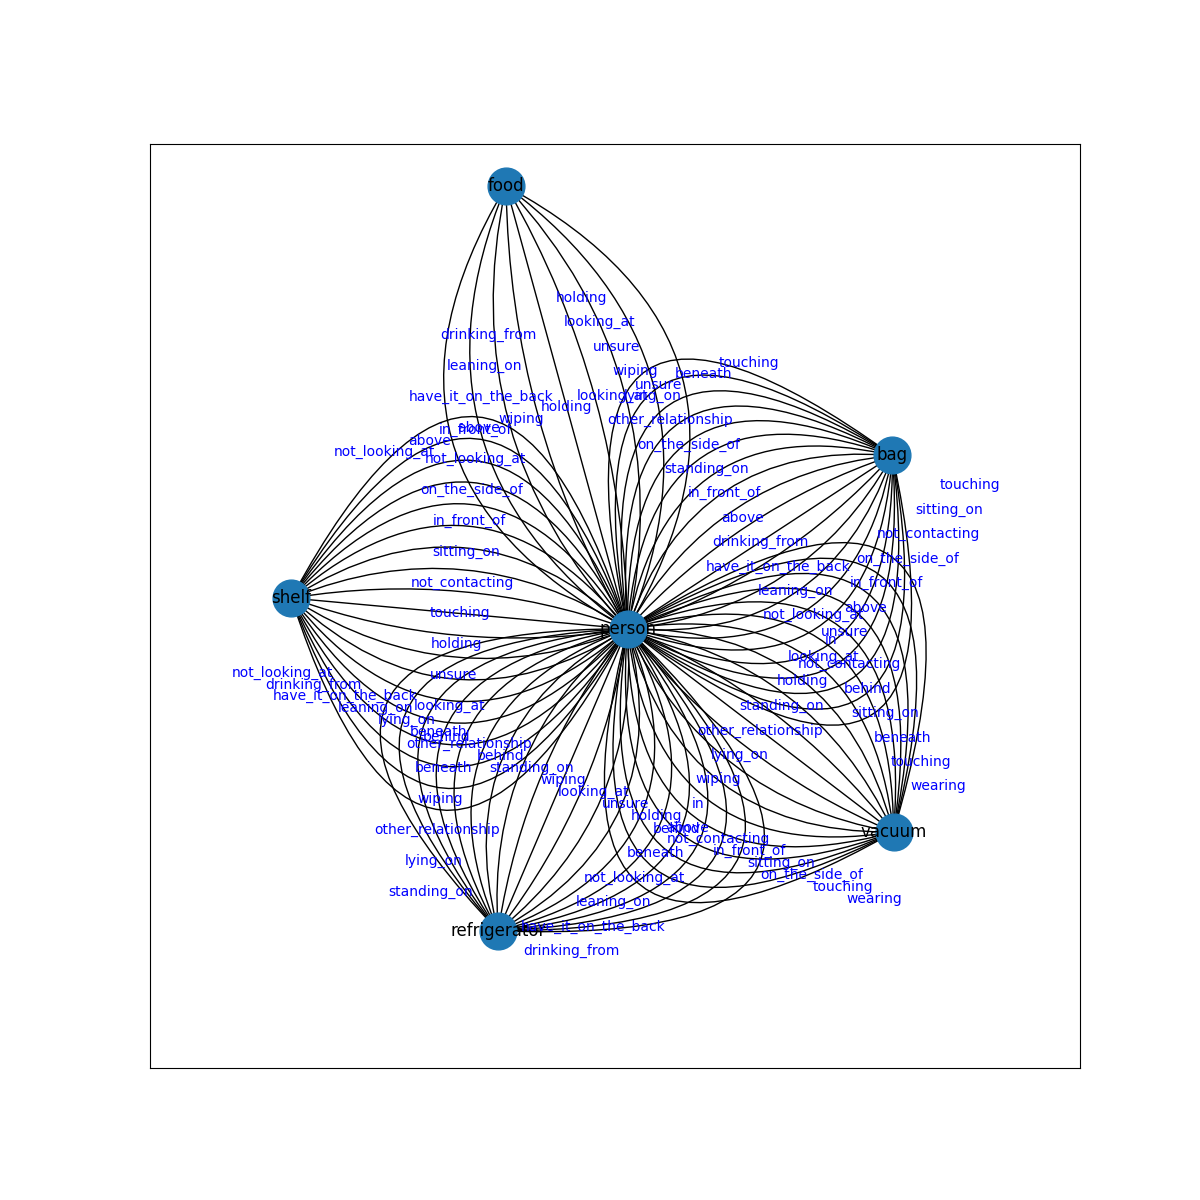 food
holding
looking_at
drinking_from
unsure
touching
leaning_on
wiping
beneath
unsure
have_it_on_the_back
looking_at
lying_on
holding
wiping
other_relationship
in_front_of
above
above
on_the_side_of
not_looking_at
bag
not_looking_at
standing_on
touching
on_the_side_of
in_front_of
sitting_on
in_front_of
above
not_contacting
sitting_on
drinking_from
on_the_side_of
have_it_on_the_back
not_contacting
in_front_of
leaning_on
shelf
above
touching
not_looking_at
person
unsure
holding
in
looking_at
not_contacting
not_looking_at
unsure
holding
drinking_from
behind
have_it_on_the_back
leaning_on
looking_at
standing_on
sitting_on
lying_on
beneath
behind
other_relationship
beneath
other_relationship
behind
lying_on
touching
beneath
standing_on
wiping
wiping
wearing
looking_at
wiping
unsure
in
holding
other_relationship
behind
above
vacuum
not_contacting
beneath
in_front_of
lying_on
sitting_on
on_the_side_of
not_looking_at
touching
standing_on
leaning_on
wearing
refrigerator
have_it_on_the_back
drinking_from